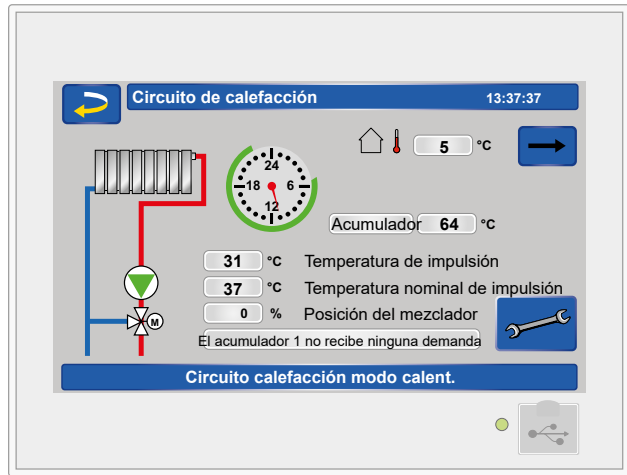 Circuito de calefacción 13:37:37
5 °C
24
18 6
12
Acumulador 64 °C
31 °C Temperatura de impulsión
37 °C Temperatura nominal de impulsión
0 % Posición del mezclador
M
El acumulador 1 no recibe ninguna demanda
Circuito calefacción modo calent.